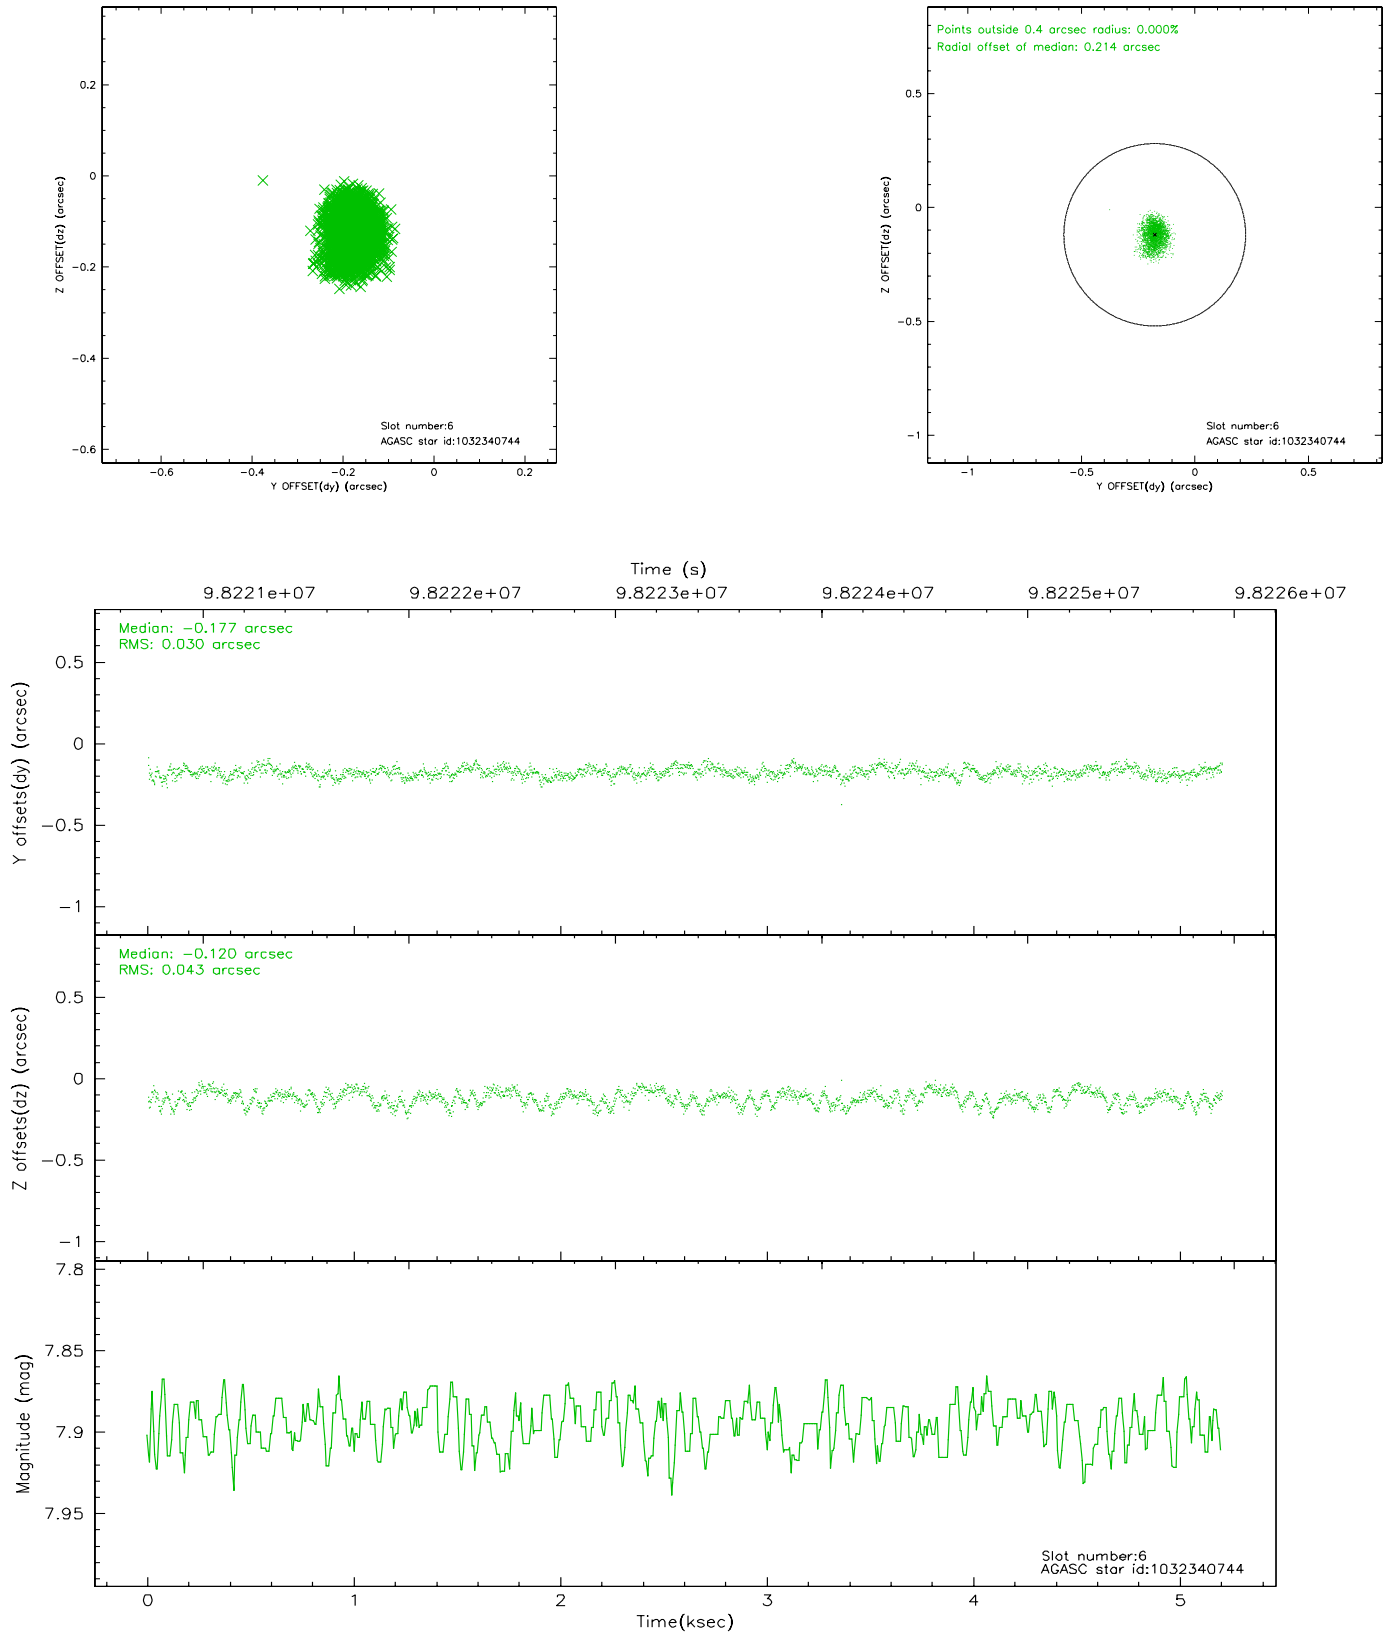 0.2
0
−0.2
−0.4
−0.6
Z OFFSET(dz) (arcsec)
Slot number:6
AGASC star id:1032340744
−0.6 −0.4 −0.2 0 0.2
Y OFFSET(dy) (arcsec)
Points outside 0.4 arcsec radius: 0.000%
Radial offset of median: 0.214 arcsec
0.5
0
−0.5
−1
Z OFFSET(dz) (arcsec)
Slot number:6
AGASC star id:1032340744
−1 −0.5 0 0.5
Y OFFSET(dy) (arcsec)
Time (s)
9.8221e+07 9.8222e+07 9.8223e+07 9.8224e+07 9.8225e+07 9.8226e+07
Median: −0.177 arcsec
RMS: 0.030 arcsec
0.5
0
−0.5
−1
Y offsets(dy) (arcsec)
Median: −0.120 arcsec
RMS: 0.043 arcsec
0.5
0
−0.5
−1
Z offsets(dz) (arcsec)
7.8
7.85
7.9
7.95
Magnitude (mag)
Slot number:6
AGASC star id:1032340744
0 1 2 3 4 5
Time(ksec)